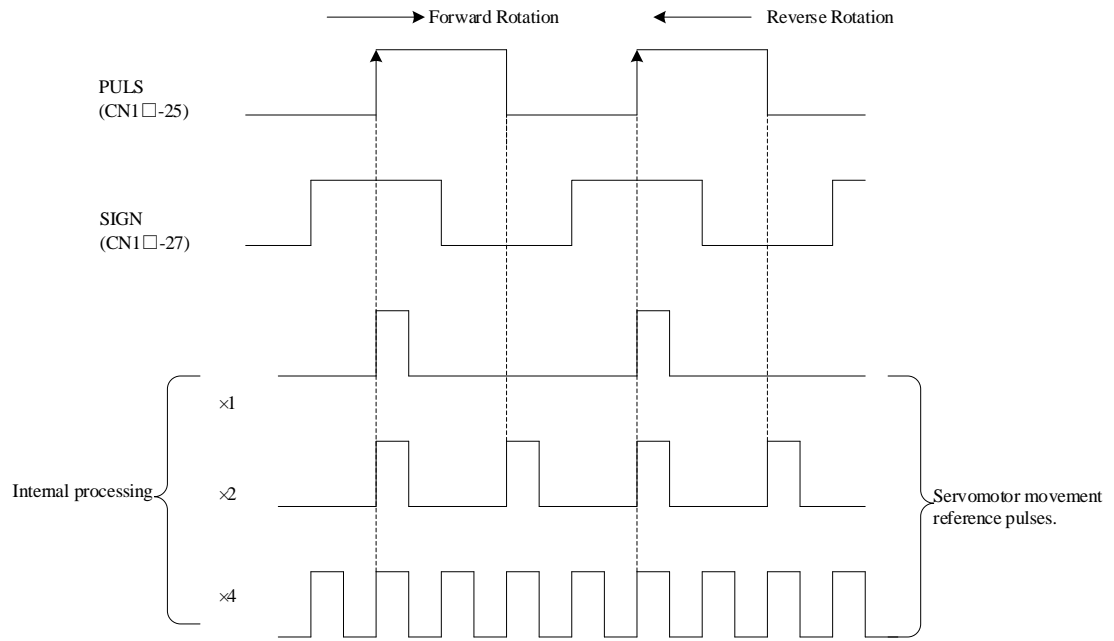 Forward Rotation
Reverse Rotation
PULS
(CN1□-25)
SIGN
(CN1□-27)
×1
Internal processing
×2
Servomotor movement
reference pulses.
×4